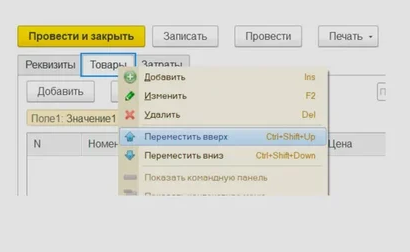 Провести и закрыть Записать Провести Печать
Реквизиты Товары Затраты
Добавить
Добавить Ins
Изменить F2
Поле1: Значение1
Удалить Del
N Номен Переместить вверх Ctrl+Shift+Up Цена
Переместить вниз Ctrl+Shift+Down
Показать командную панель